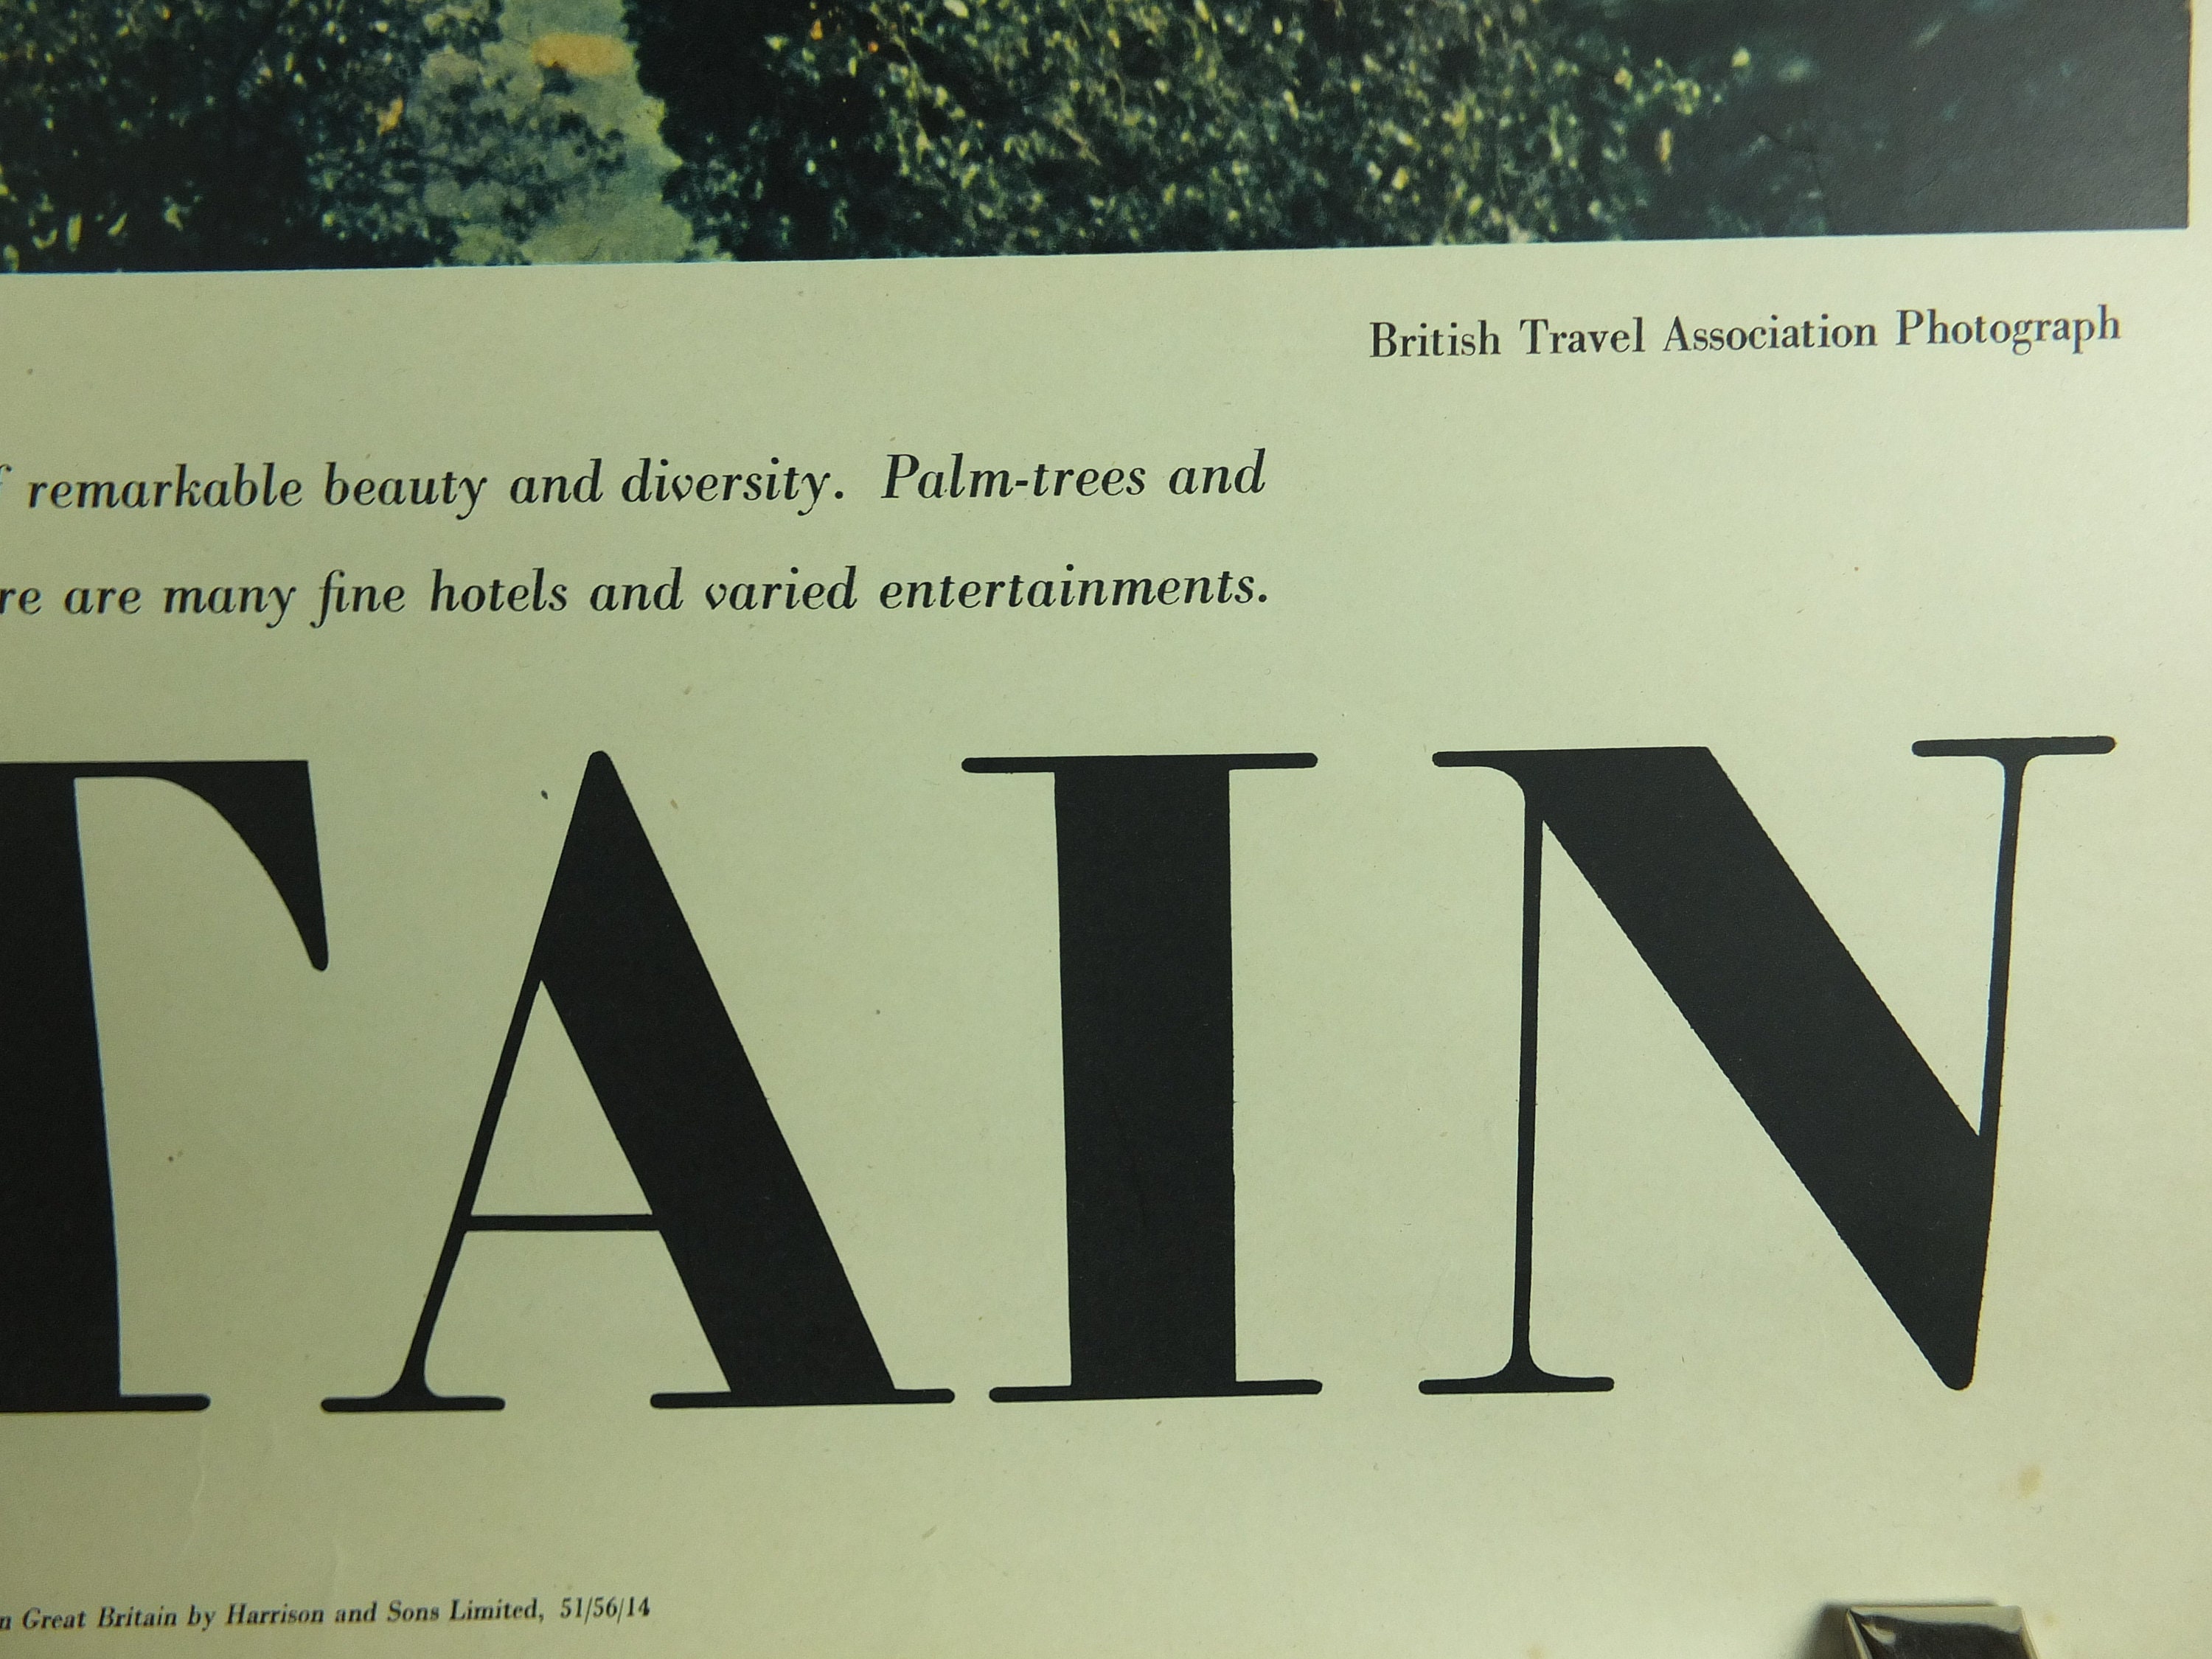 British Travel Association Photograph
remarkable beauty and diversity. Palm-trees and
are many fine hotels and varied entertainments.
TAIN
Great Britain by Harrison and Sons Limited, 51/56/14